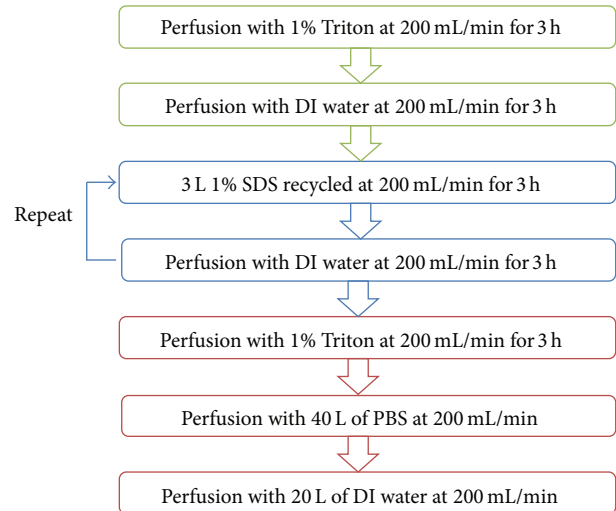 Perfusion with 1% Triton at 200 mL/min for 3 h
Perfusion with DI water at 200 mL/min for 3 h
3 L 1% SDS recycled at 200 mL/min for 3 h
Repeat
Perfusion with DI water at 200 mL/min for 3 h
Perfusion with 1% Triton at 200 mL/min for 3 h
Perfusion with 40 L of PBS at 200 mL/min
Perfusion with 20 L of DI water at 200 mL/min